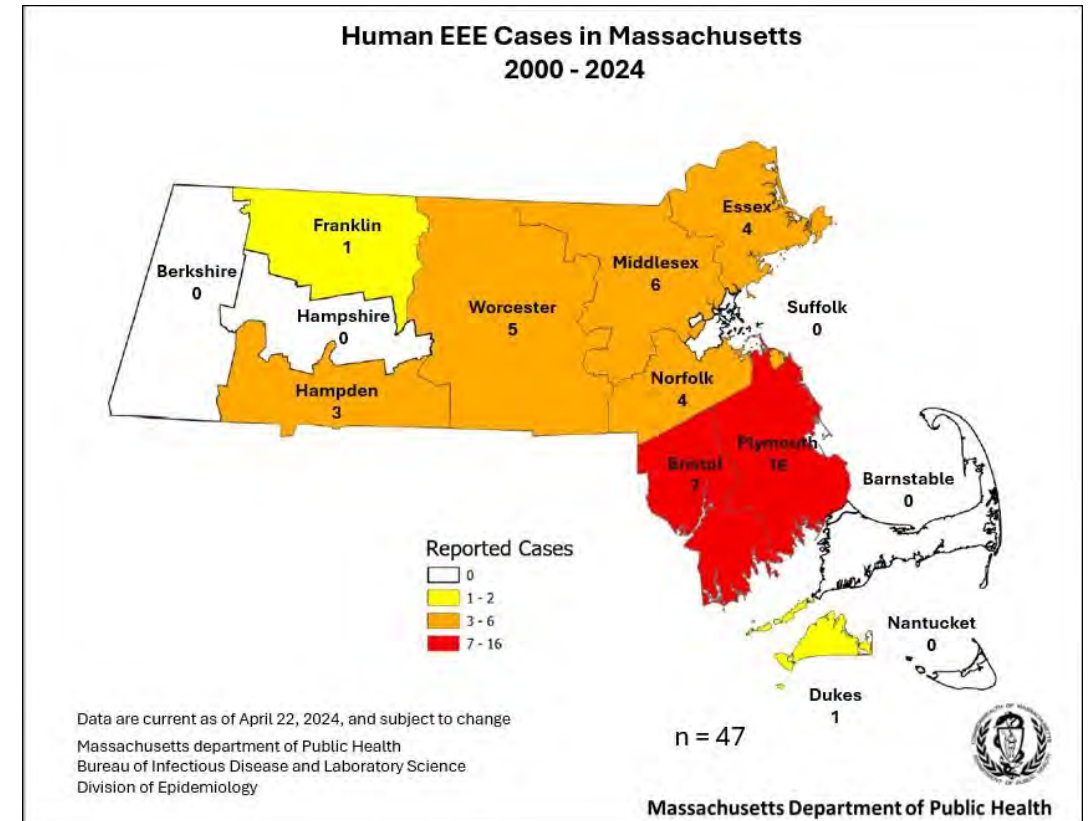 Human EEE Cases in Massachusetts
2000 - 2024
Essex
4
Franklin
1
Middlesex
6
Berkshire
0
Hampshire
0
Worcester
5
Suffolk
0
Hampden
3
Norfolk
4
Bristol
7
Plymouth
16
Barnstable
0
Reported Cases
0
1 - 2
3 - 6
7 - 16
Nantucket
0
Dukes
1
n = 47
Data are current as of April 22, 2024, and subject to change
Massachusetts department of Public Health
Bureau of Infectious Disease and Laboratory Science
Division of Epidemiology
Massachusetts Department of Public Health